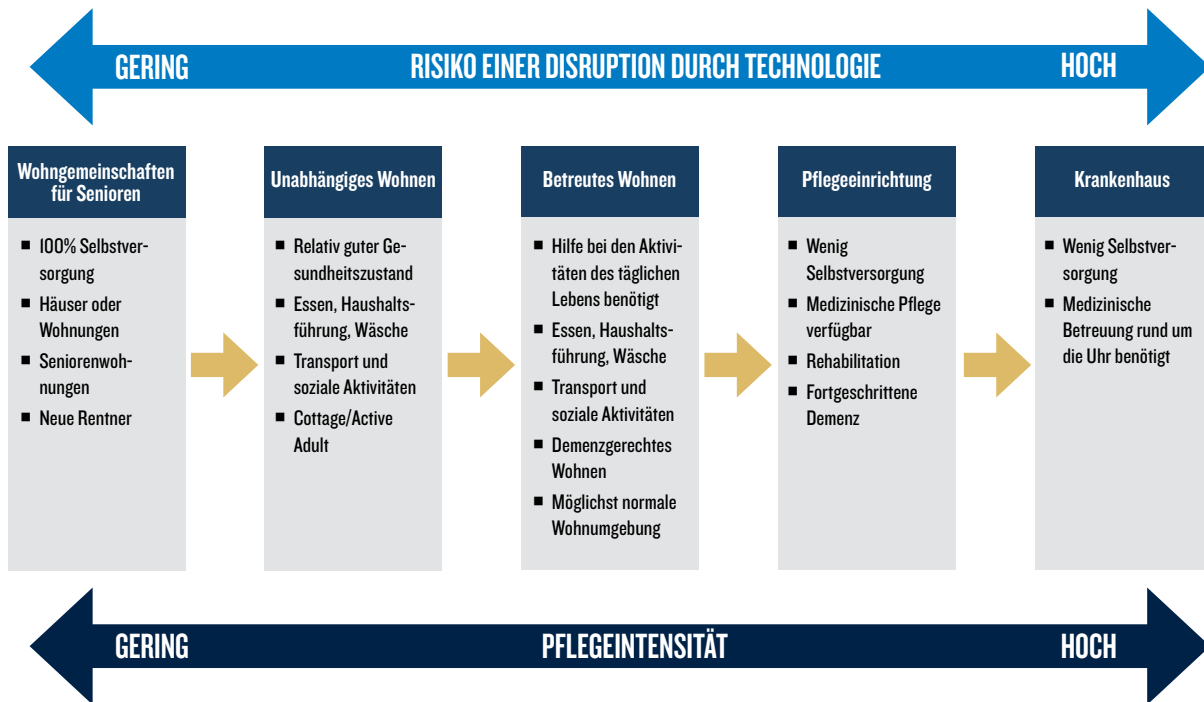 GERING RISIKO EINER DISRUPTION DURCH TECHNOLOGIE HOCH
Wohngemeinschaften
für Senioren
■ 100% Selbstver-
sorgung
■ Häuser oder
Wohnungen
■ Seniorenwoh-
nungen
■ Neue Rentner
Unabhängiges Wohnen
■ Relativ guter Ge-
sundheitszustand
■ Essen, Haushalts-
führung, Wäsche
■ Transport und
soziale Aktivitäten
■ Cottage/Active
Adult
Betreutes Wohnen
■ Hilfe bei den Aktivi-
täten des täglichen
Lebens benötigt
■ Essen, Haushalts-
führung, Wäsche
■ Transport und
soziale Aktivitäten
■ Demenzgerechtes
Wohnen
■ Möglichst normale
Wohnumgebung
Pflegeeinrichtung
■ Wenig
Selbstversorgung
■ Medizinische Pflege
verfügbar
■ Rehabilitation
■ Fortgeschrittene
Demenz
Krankenhaus
■ Wenig Selbstver-
sorgung
■ Medizinische
Betreuung rund um
die Uhr benötigt
GERING PFLEGEINTENSITÄT HOCH